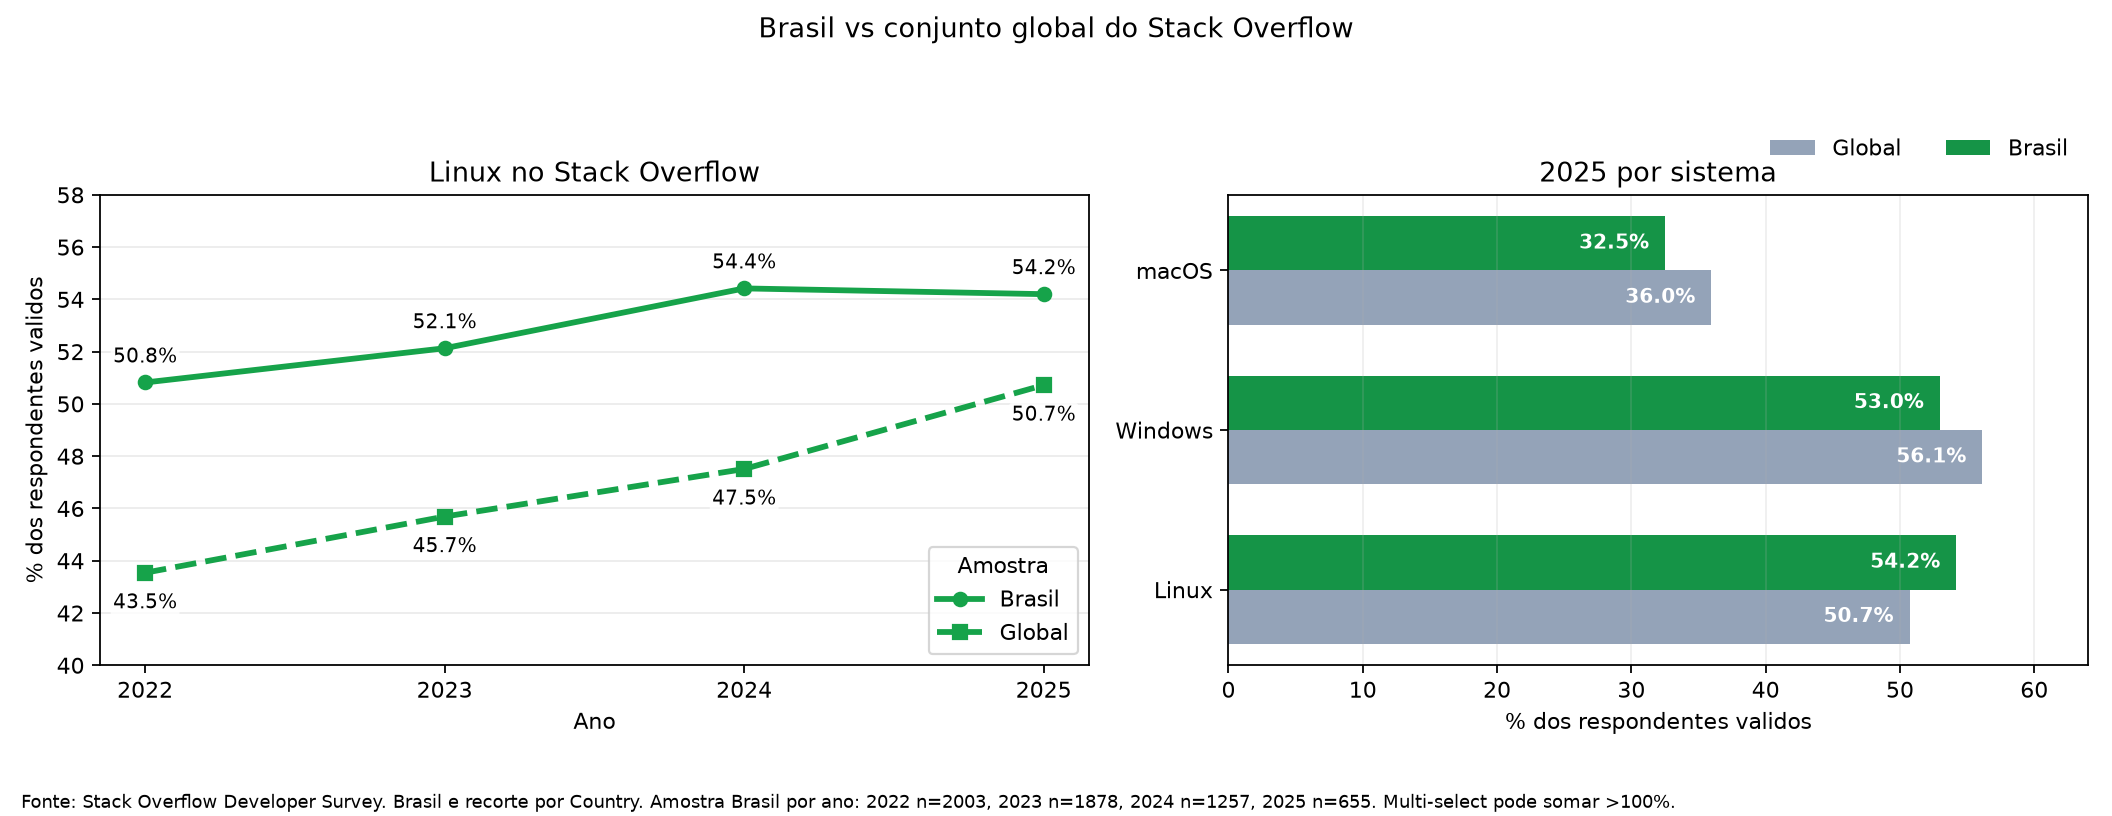 Brasil vs conjunto global do Stack Overflow
Linux no Stack Overflow
% dos respondentes validos
58
56
54
52
50
48
46
44
42
40
50.8%
52.1%
54.4%
54.2%
43.5%
45.7%
47.5%
50.7%
Amostra
Brasil
Global
2022 2023 2024 2025
Ano
Global Brasil
2025 por sistema
macOS
32.5%
36.0%
Windows
53.0%
56.1%
Linux
54.2%
50.7%
0 10 20 30 40 50 60
% dos respondentes validos
Fonte: Stack Overflow Developer Survey. Brasil e recorte por Country. Amostra Brasil por ano: 2022 n=2003, 2023 n=1878, 2024 n=1257, 2025 n=655. Multi-select pode somar >100%.